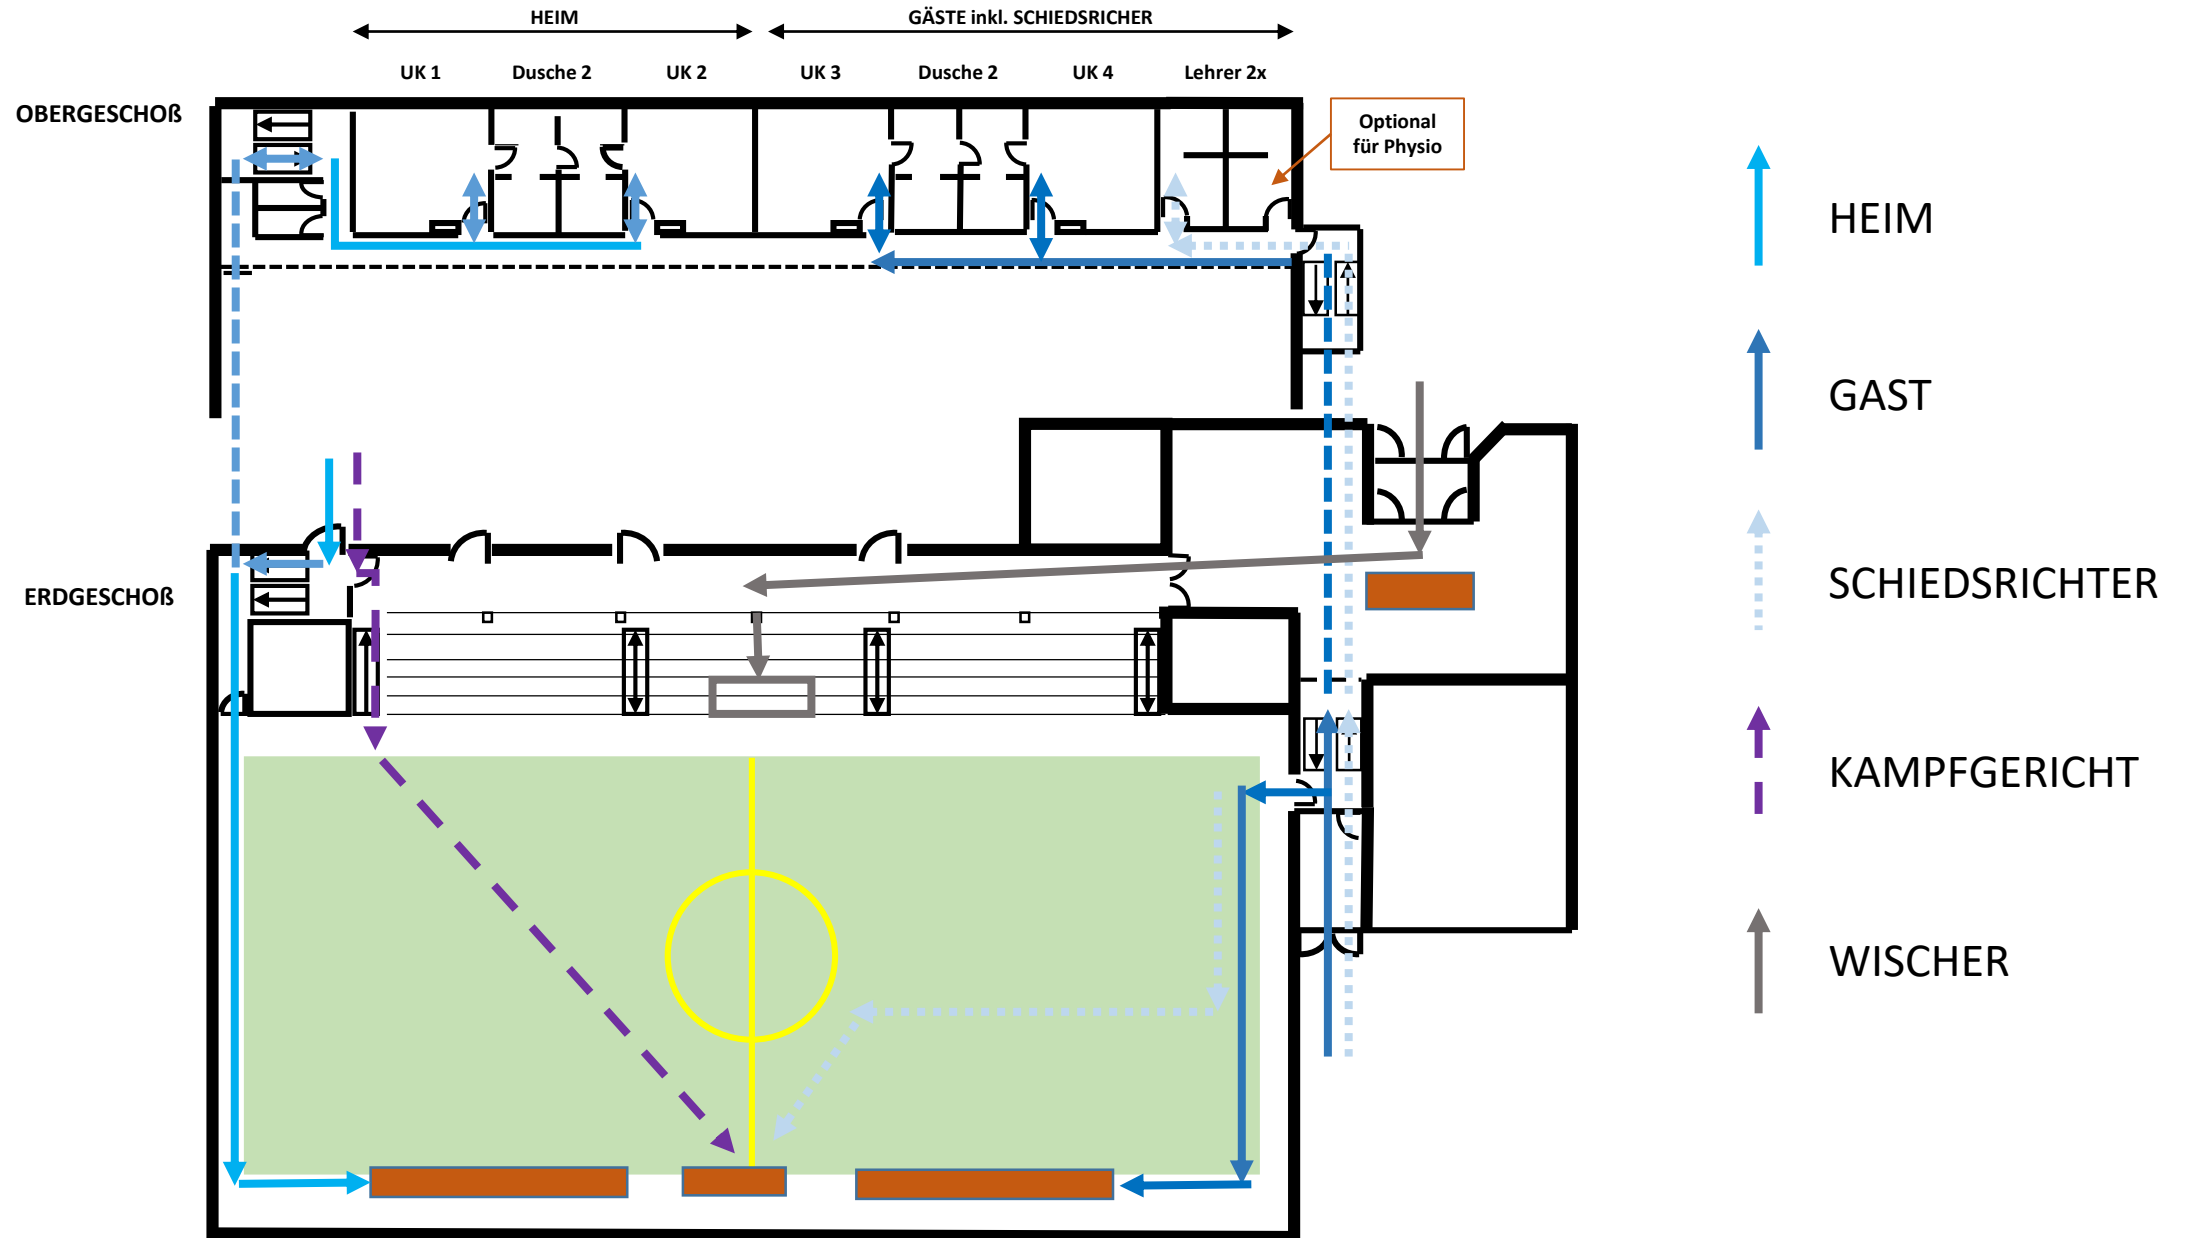 HEIM
GÄSTE inkl. SCHIEDSRICHER
UK 1
Dusche 2
UK 2
UK 3
Dusche 2
UK 4
Lehrer 2x
OBERGESCHOß
Optional
für Physio
ERDGESCHOß
HEIM
GAST
SCHIEDSRICHTER
KAMPFGERICHT
WISCHER